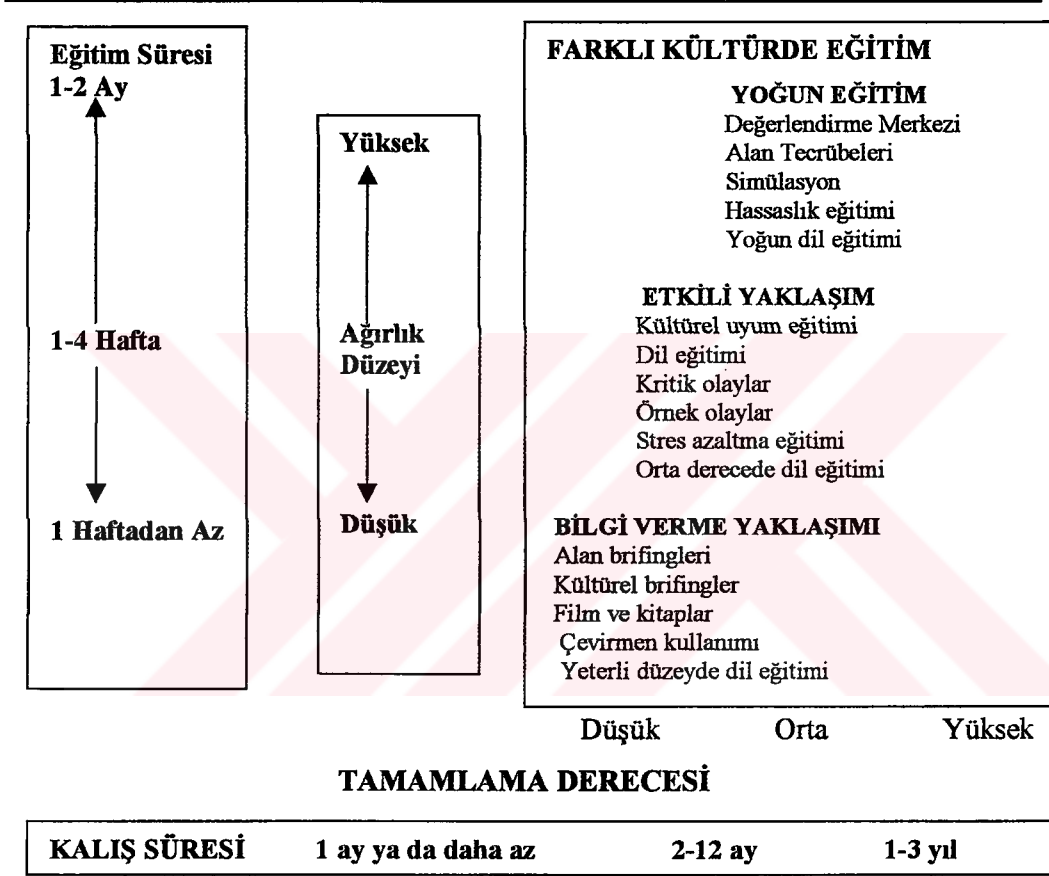 Eğitim Süresi
1-2 Ay
1-4 Hafta
1 Haftadan Az
Yüksek
Ağırlık
Düzeyi
Düşük
FARKLI KÜLTÜRDE EĞİTİM
YOĞUN EĞİTİM
Değerlendirme Merkezi
Alan Tecrübeleri
Simülasyon
Hassaslık eğitimi
Yoğun dil eğitimi
ETKİLİ YAKLAŞIM
Kültürel uyum eğitimi
Dil eğitimi
Kritik olaylar
Örnek olaylar
Stres azaltma eğitimi
Orta derecede dil eğitimi
BİLGİ VERME YAKLAŞIMI
Alan brifingleri
Kültürel brifingler
Film ve kitaplar
Çevirmen kullanımı
Yeterli düzeyde dil eğitimi
Düşük Orta Yüksek
TAMAMLAMA DERECESİ
KALIŞ SÜRESİ 1 ay ya da daha az 2-12 ay 1-3 yıl